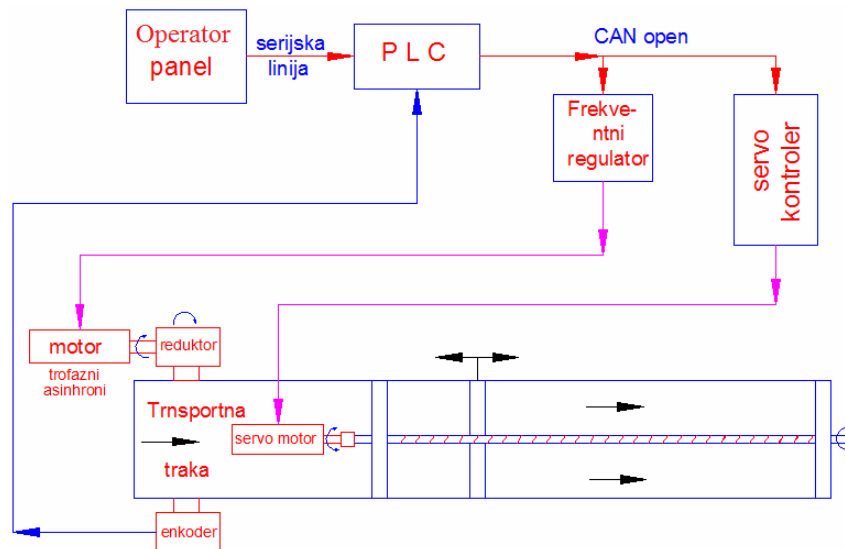 Operator
panel
serijska
linija
P L C
CAN open
Frekve-
ntni
regulator
servo
kontroler
motor
reduktor
trofazni
asinhroni
Trnsportna
servo motor
traka
enkoder